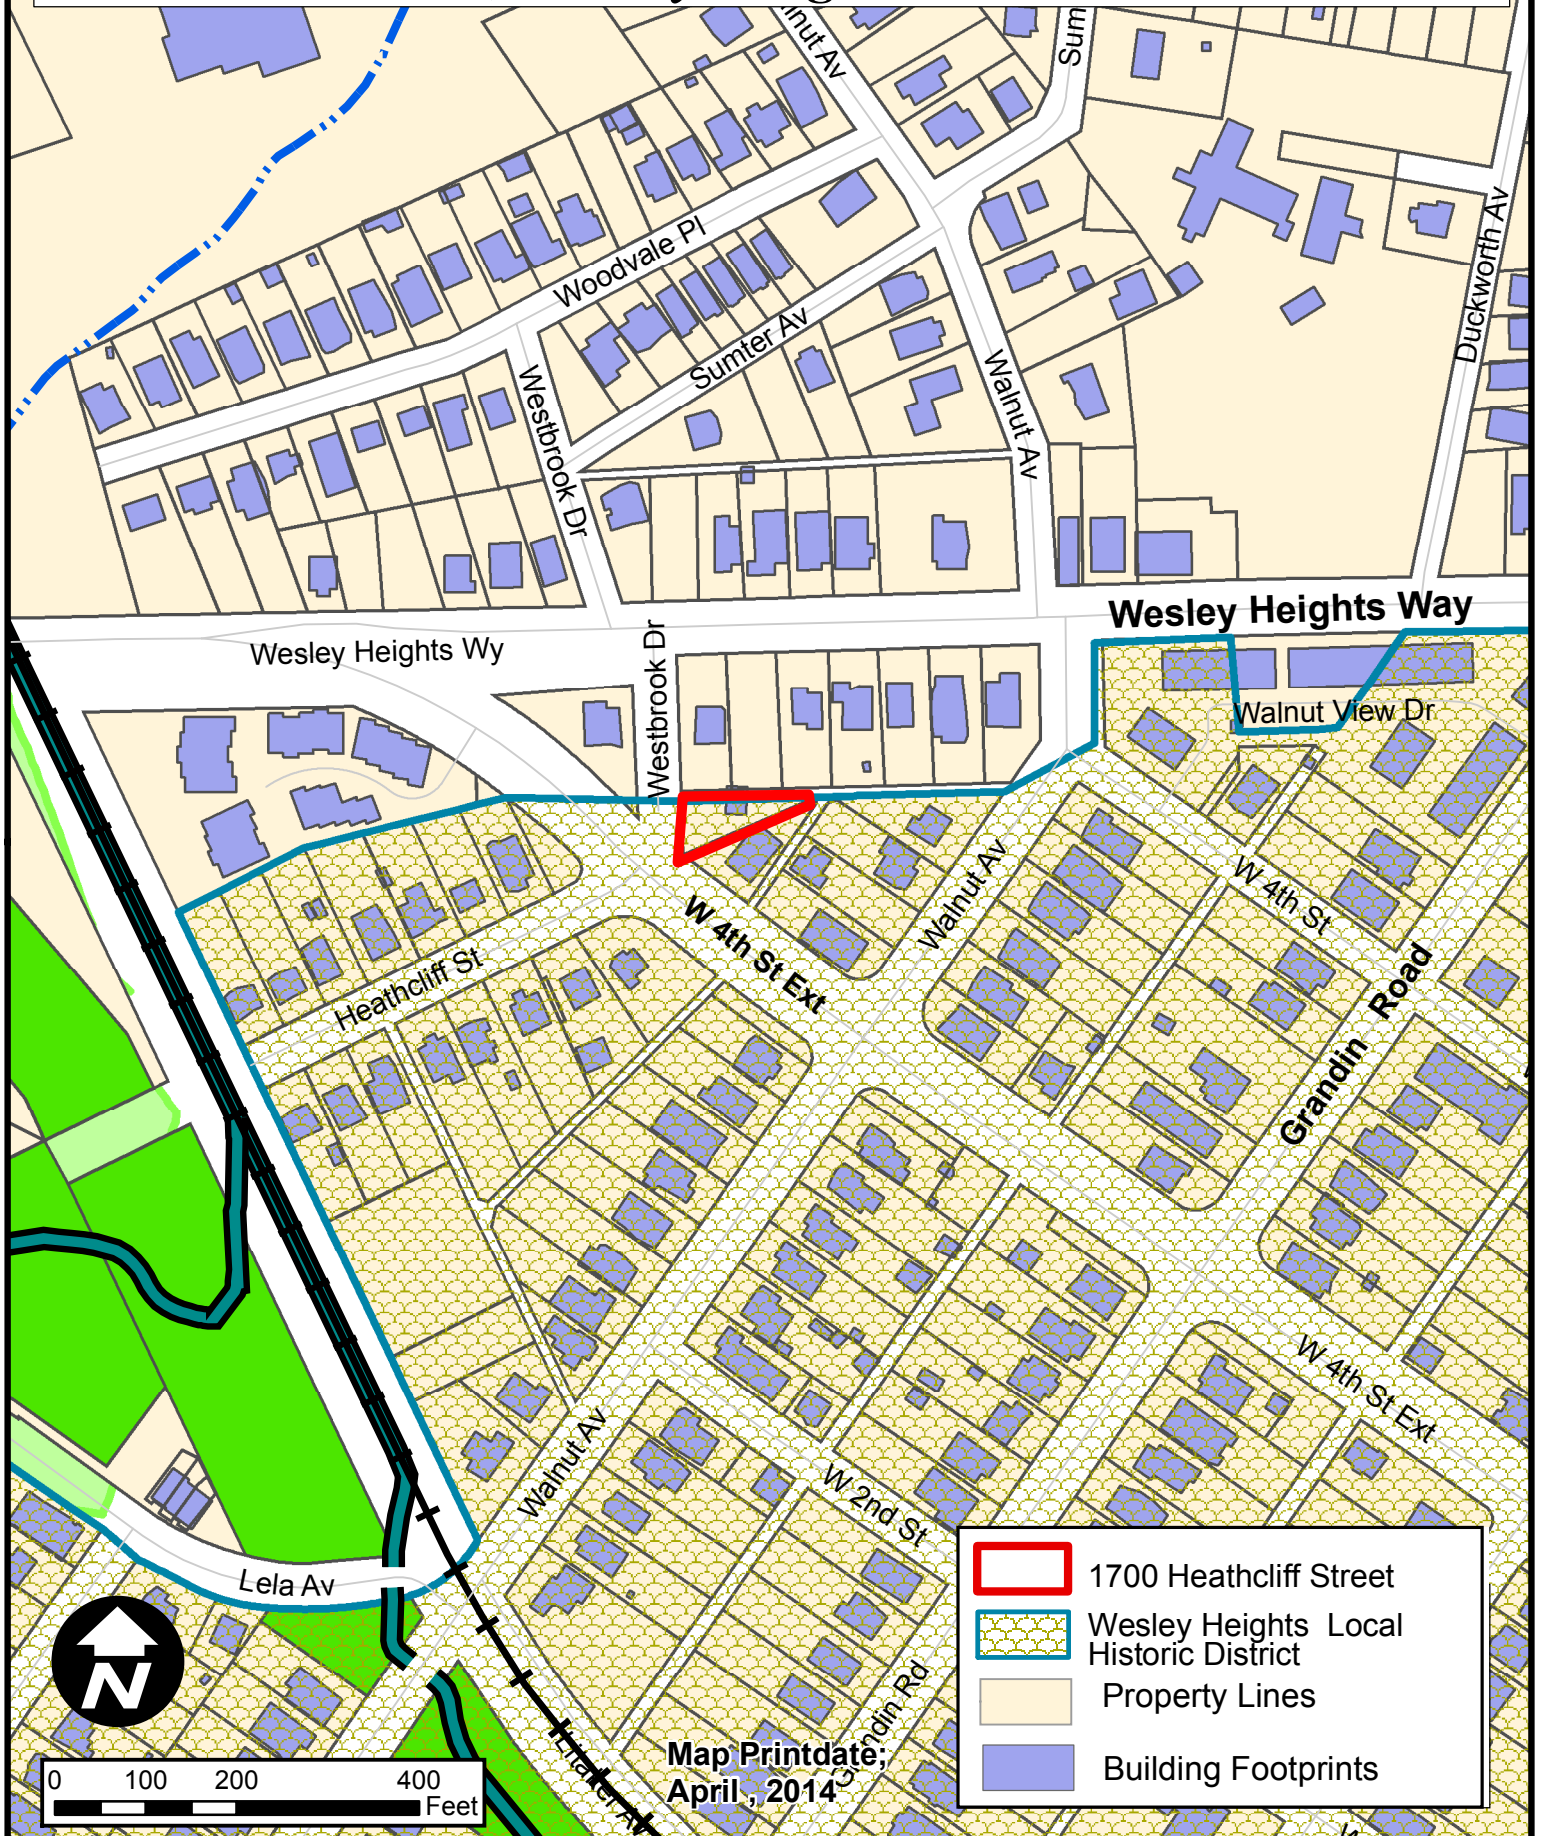 Sum
Woodvale Pl
Duckworth Av
Sumter Av
Westbrook Dr
Walnut Av
Wesley Heights Way
Wesley Heights Wy
Westbrook Dr
Walnut View Dr
W 4th St
Walnut Av
W 4th St Ext
Heathcliff St
Grandin Road
W 4th St Ext
Walnut Av
W 2nd St
Lela Av
Grandin Rd
1700 Heathcliff Street
Wesley Heights Local
Historic District
Property Lines
Building Footprints
N
Map Printdate;
April , 2014
0 100 200 400
Feet